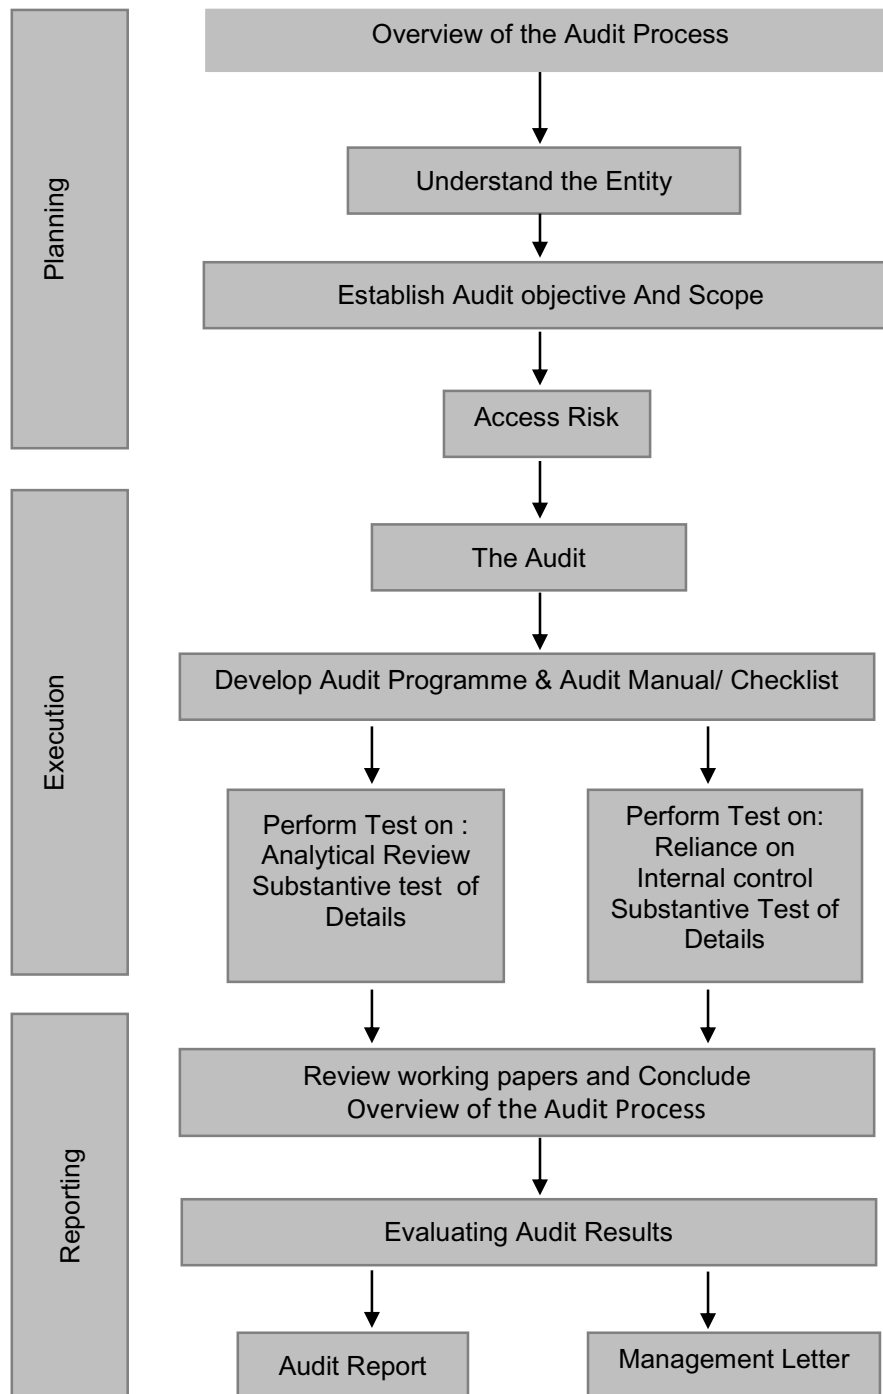 Overview of the Audit Process
Planning
Understand the Entity
Establish Audit objective And Scope
Access Risk
Execution
The Audit
Develop Audit Programme & Audit Manual/ Checklist
Perform Test on :
Analytical Review
Substantive test of
Details
Perform Test on:
Reliance on
Internal control
Substantive Test of
Details
Reporting
Review working papers and Conclude
Overview of the Audit Process
Evaluating Audit Results
Audit Report
Management Letter